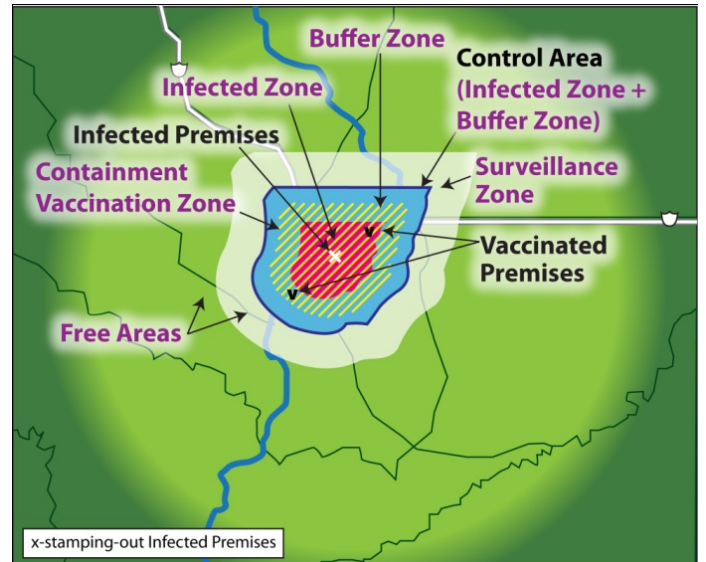 Buffer Zone
Control Area
(Infected Zone +
Buffer Zone)
Infected Zone
Infected Premises
Containment
Vaccination Zone
Surveillance
Zone
v
Vaccinated
Premises
x
v
Free Areas
x-stamping-out Infected Premises